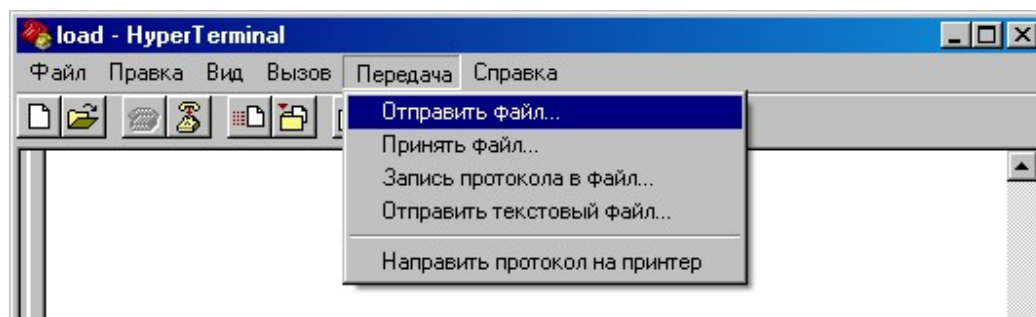 load - HyperTerminal
Файл Правка Вид Вызов Передача Справка
Отправить файл...
Принять файл...
Запись протокола в файл...
Отправить текстовый файл...
Направить протокол на принтер